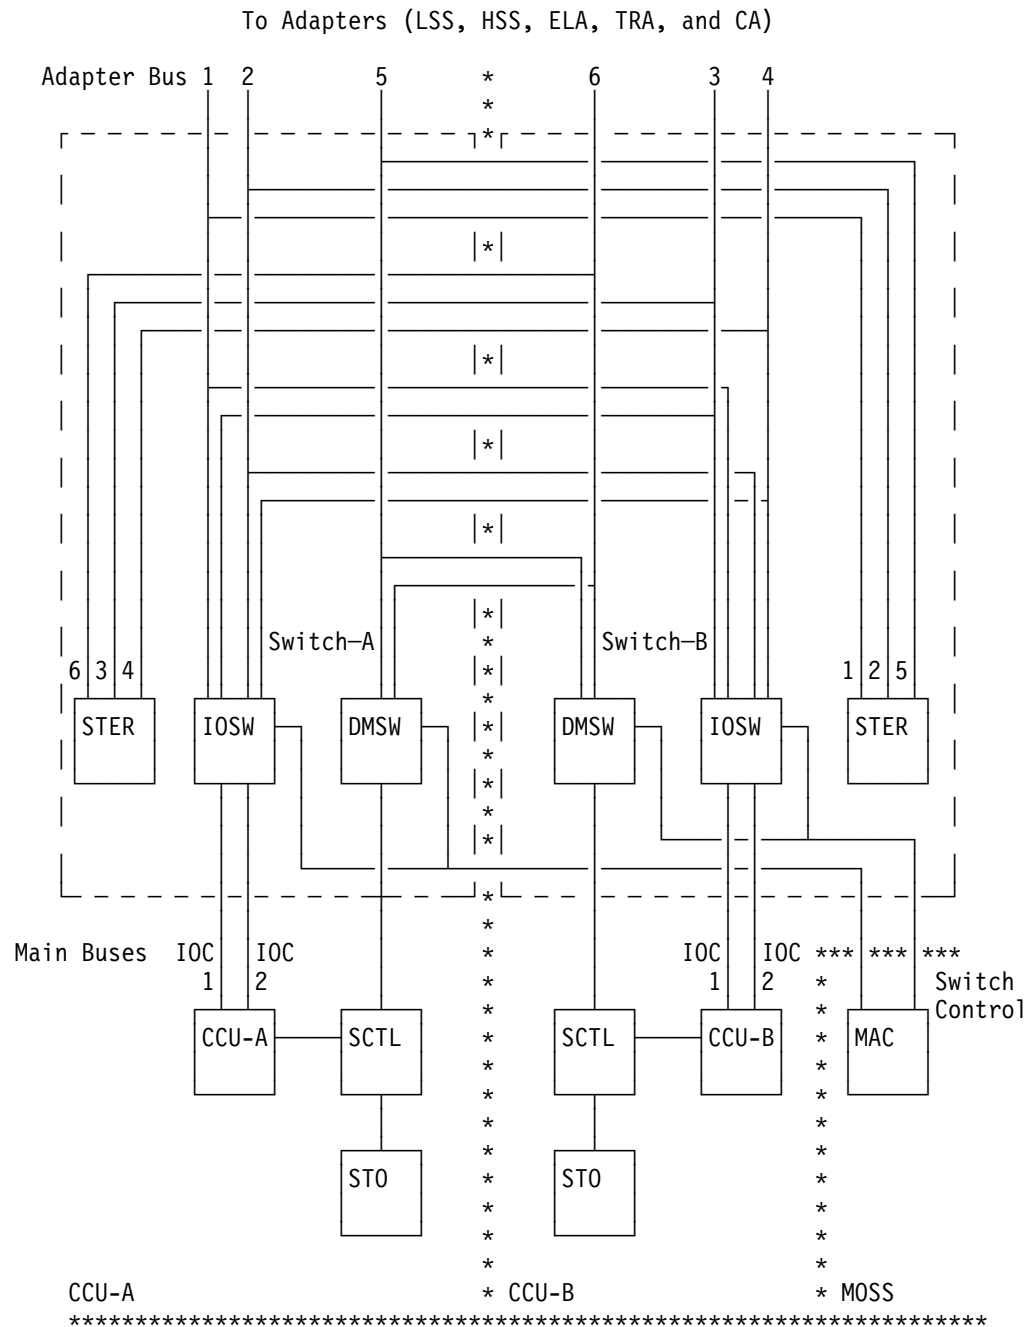 To Adapters (LSS, HSS, ELA, TRA, and CA)
Adapter Bus 1 2 5 * 6 3 4
*
*
|*|
|*|
|*|
|*|
|*|
Switch—A * Switch—B
6 3 4 |*| 1 2 5
*
STER IOSW DMSW |*| DMSW IOSW STER
*
|*|
*
|*|
*
*
Main Buses IOC IOC * IOC IOC *** *** ***
1 2 * 1 2 * Switch
Control
CCU-A SCTL * SCTL CCU-B * MAC
* *
* *
* *
* *
STO * STO *
* *
* *
* *
CCU-A * CCU-B * MOSS
*********************************************************************